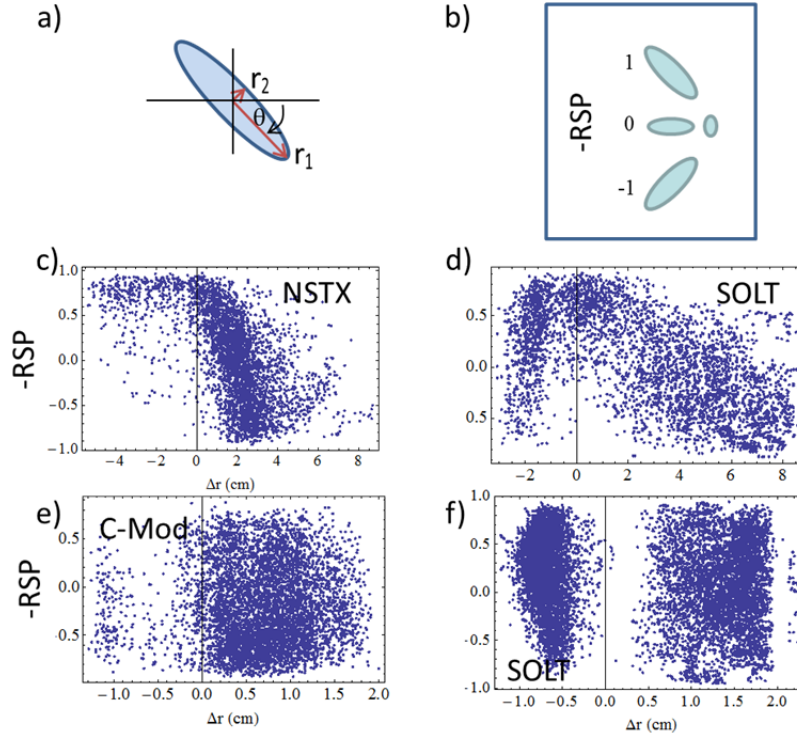 a)
r₂
θ
r₁
b)
-RSP
1
0
-1
c)
NSTX
-RSP
1.0
0.5
0.0
-0.5
-1.0
-4 -2 0 2 4 6 8
Δr (cm)
d)
SOLT
0.5
0.0
0.5
-2 0 2 4 6 8
Δr (cm)
e)
C-Mod
-RSP
0.5
0.0
-0.5
-1.0 -0.5 0.0 0.5 1.0 1.5 2.0
Δr (cm)
f)
SOLT
1.0
0.5
0.0
-0.5
-1.0
-1.0 -0.5 0.0 0.5 1.0 1.5 2.0
Δr (cm)